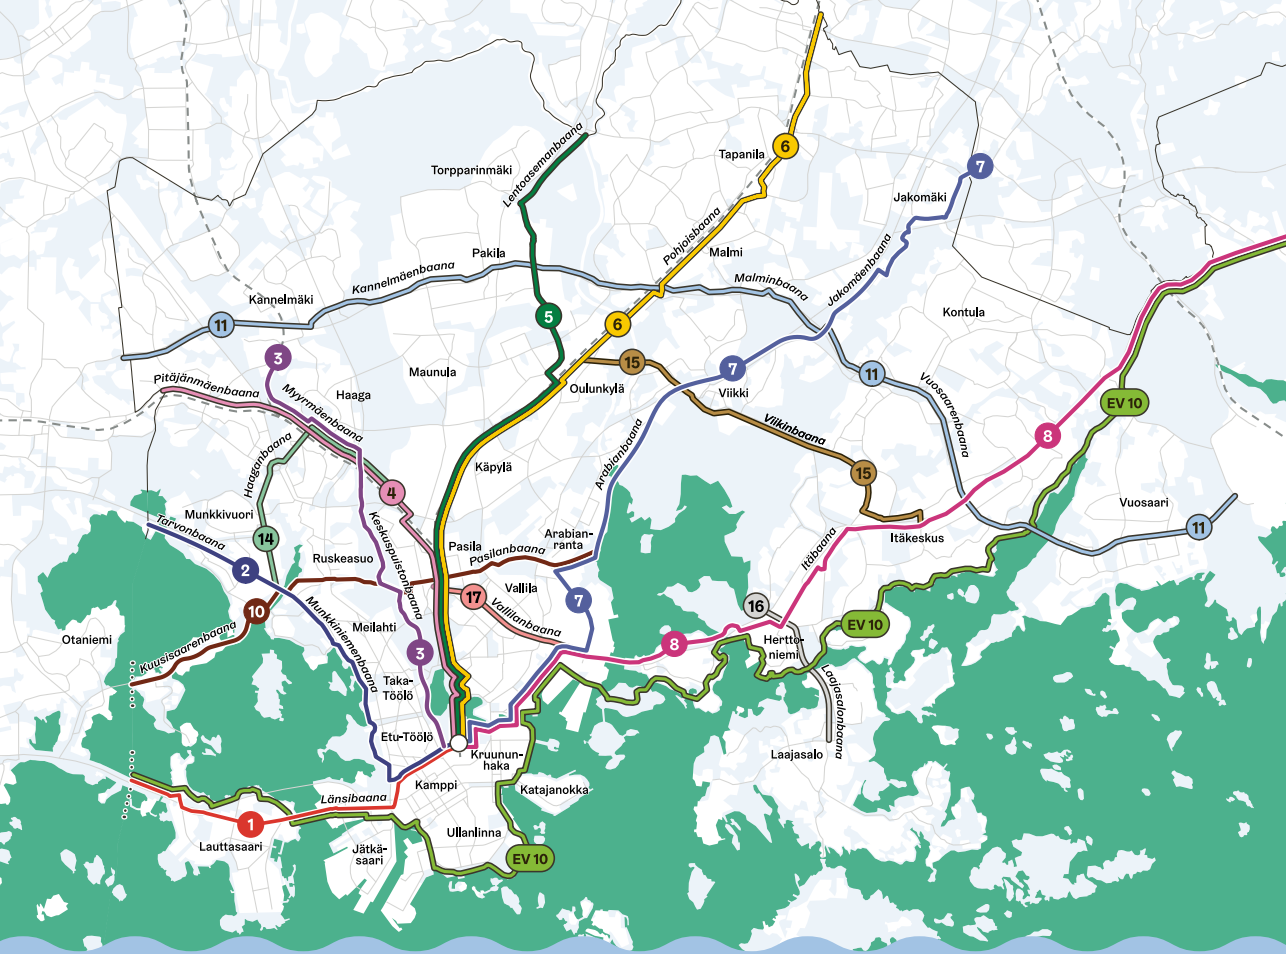 Lentoasemanbaana
6
Tapanila
7
Torpparinmäki
Jakomäki
Pohjoisbaana
Pakila
Malmi
Jakomäenbaana
Kannelmäenbaana
Malminbaana
Kannelmäki
11
5
6
Kontula
3
15
7
11
Maunula
Oulunkylä
Viikki
Pitäjänmäenbaana
Myyrmäenbaana
Haaga
EV 10
Vuosaarenbaana
Viikinbaana
8
Haaganbaana
Käpylä
Arabianbaana
15
4
Vuosaari
Munkkivuori
Tarvonbaana
14
Keskuspuistonbaana
Pasila
Arabian-
ranta
Itäbaana
Itäkeskus
11
Ruskeasuo
Pasilanbaana
2
Vallila
10
Munkkiniemenbaana
17
Vallilanbaana
7
16
EV 10
Otaniemi
Kuusisaarenbaana
Meilahti
3
8
Hertto-
niemi
Taka-
Töölö
Laajasalonbaana
Etu-Töölö
Kruunun-
haka
Laajasalo
Kamppi
Katajanokka
Länsibaana
1
Lauttasaari
Ullanlinna
Jätkä-
saari
EV 10